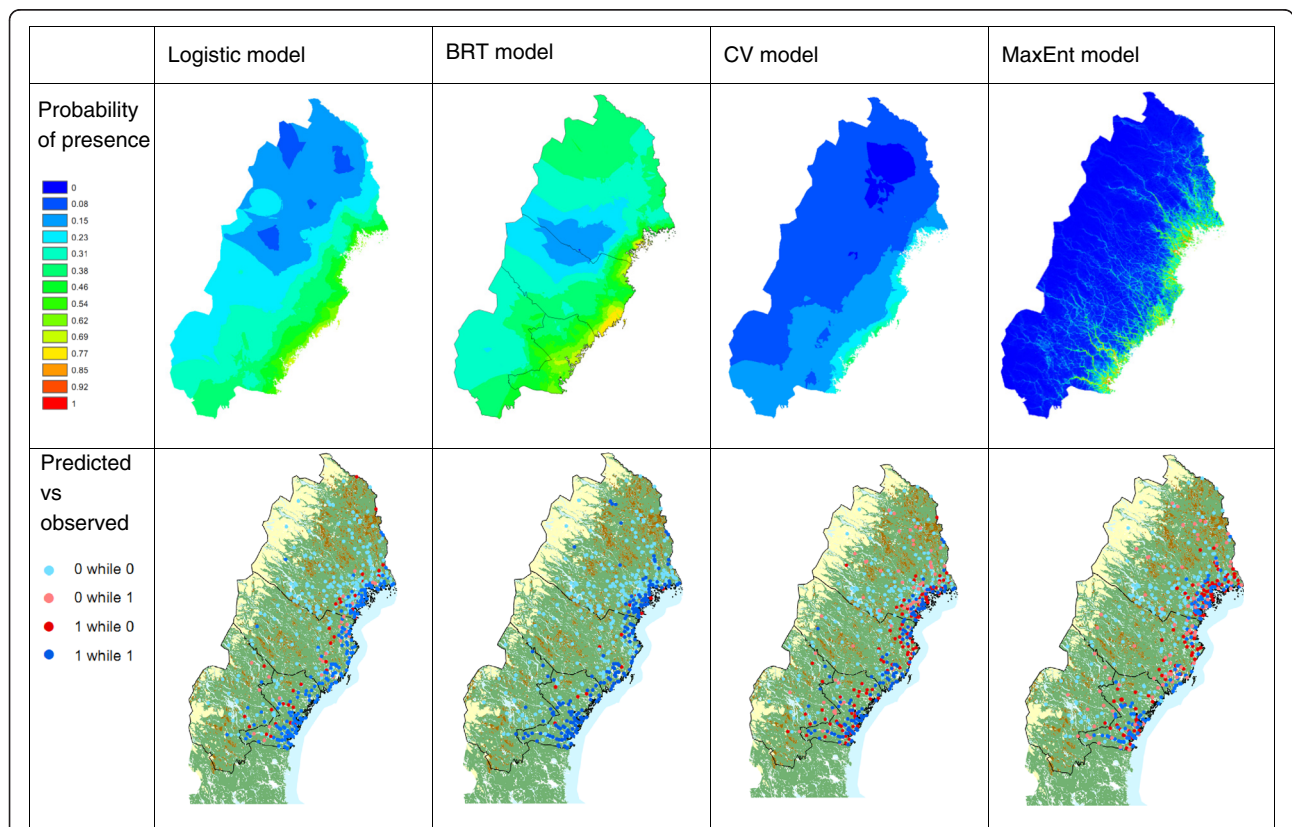 Logistic model
BRT model
CV model
MaxEnt model
Probability
of presence
0
0.08
0.15
0.23
0.31
0.38
0.46
0.54
0.62
0.69
0.77
0.85
0.92
1
Predicted
vs
observed
0 while 0
0 while 1
1 while 0
1 while 1